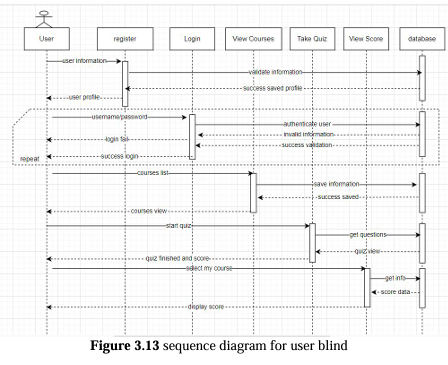 User register Login View Courses Take Quiz View Score database
user information
validate information
success saved profile
user profile
username/password
authenticate user
invalid information
login fail
success validation
success login
repeat
courses list
save information
success saved
courses view
start quiz
get questions
quiz view
quiz finished and score
select my course
get info
score data
display score
Figure 3.13 sequence diagram for user blind